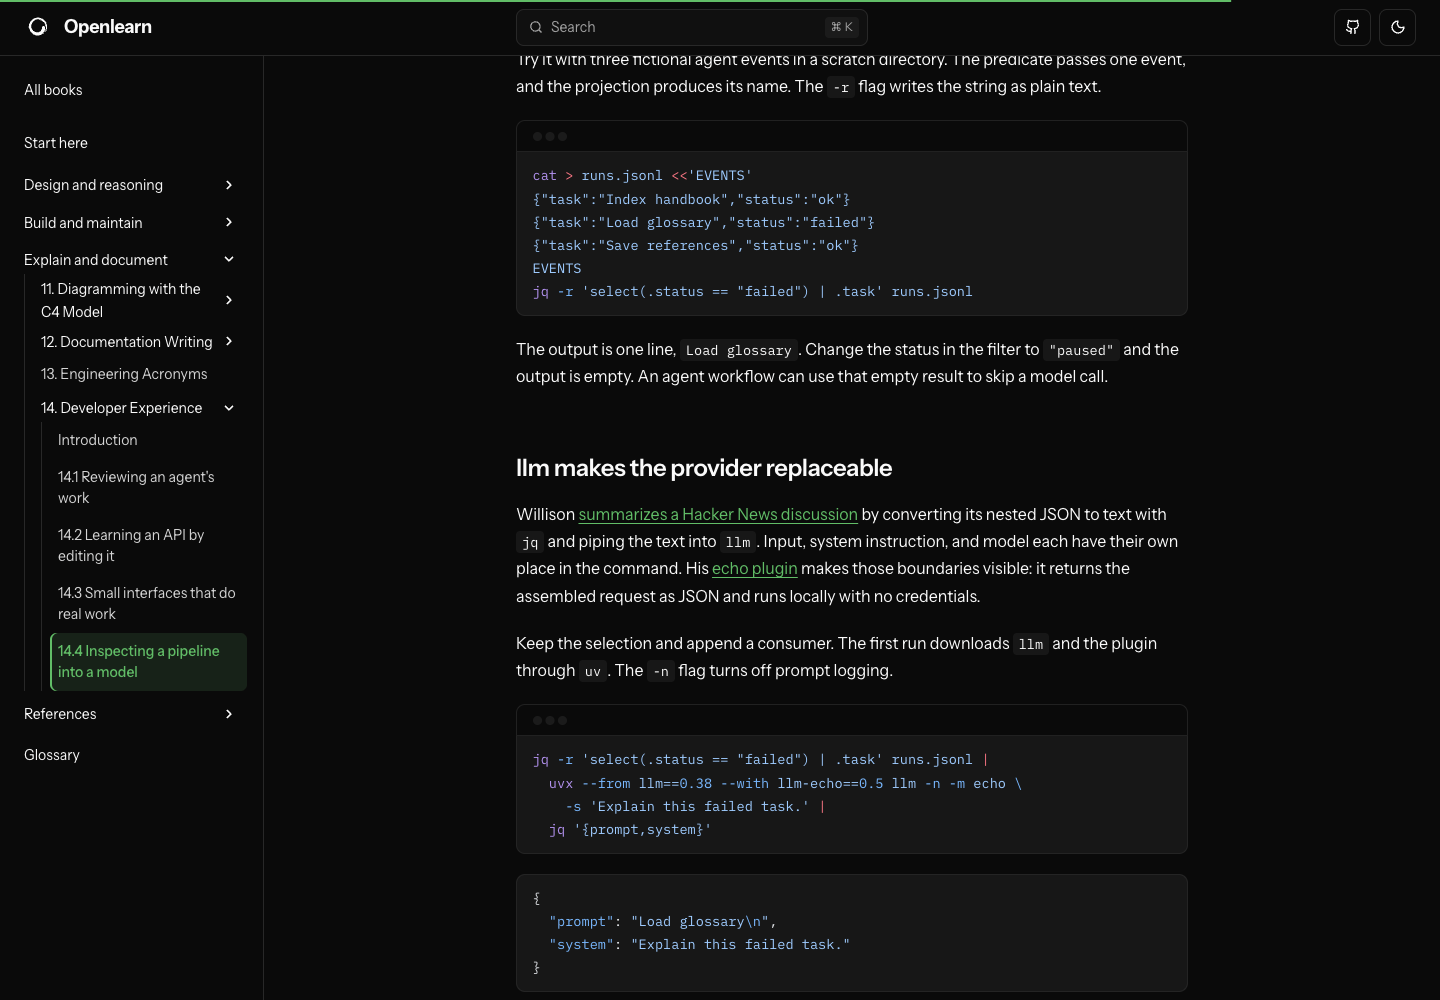 Openlearn
Search
⌘ K
All books
Start here
Design and reasoning
Build and maintain
Explain and document
11. Diagramming with the
C4 Model
12. Documentation Writing
13. Engineering Acronyms
14. Developer Experience
Introduction
14.1 Reviewing an agent's
work
14.2 Learning an API by
editing it
14.3 Small interfaces that do
real work
14.4 Inspecting a pipeline
into a model
References
Glossary
Try it with three fictional agent events in a scratch directory. The predicate passes one event,
and the projection produces its name. The -r flag writes the string as plain text.
cat > runs.jsonl <<'EVENTS'
{"task":"Index handbook","status":"ok"}
{"task":"Load glossary","status":"failed"}
{"task":"Save references","status":"ok"}
EVENTS
jq -r 'select(.status == "failed") | .task' runs.jsonl
The output is one line, Load glossary. Change the status in the filter to "paused" and the
output is empty. An agent workflow can use that empty result to skip a model call.
llm makes the provider replaceable
Willison summarizes a Hacker News discussion by converting its nested JSON to text with
jq and piping the text into llm. Input, system instruction, and model each have their own
place in the command. His echo plugin makes those boundaries visible: it returns the
assembled request as JSON and runs locally with no credentials.
Keep the selection and append a consumer. The first run downloads llm and the plugin
through uv. The -n flag turns off prompt logging.
jq -r 'select(.status == "failed") | .task' runs.jsonl |
  uvx --from llm==0.38 --with llm-echo==0.5 llm -n -m echo \
    -s 'Explain this failed task.' |
  jq '{prompt,system}'
{
  "prompt": "Load glossary\n",
  "system": "Explain this failed task."
}